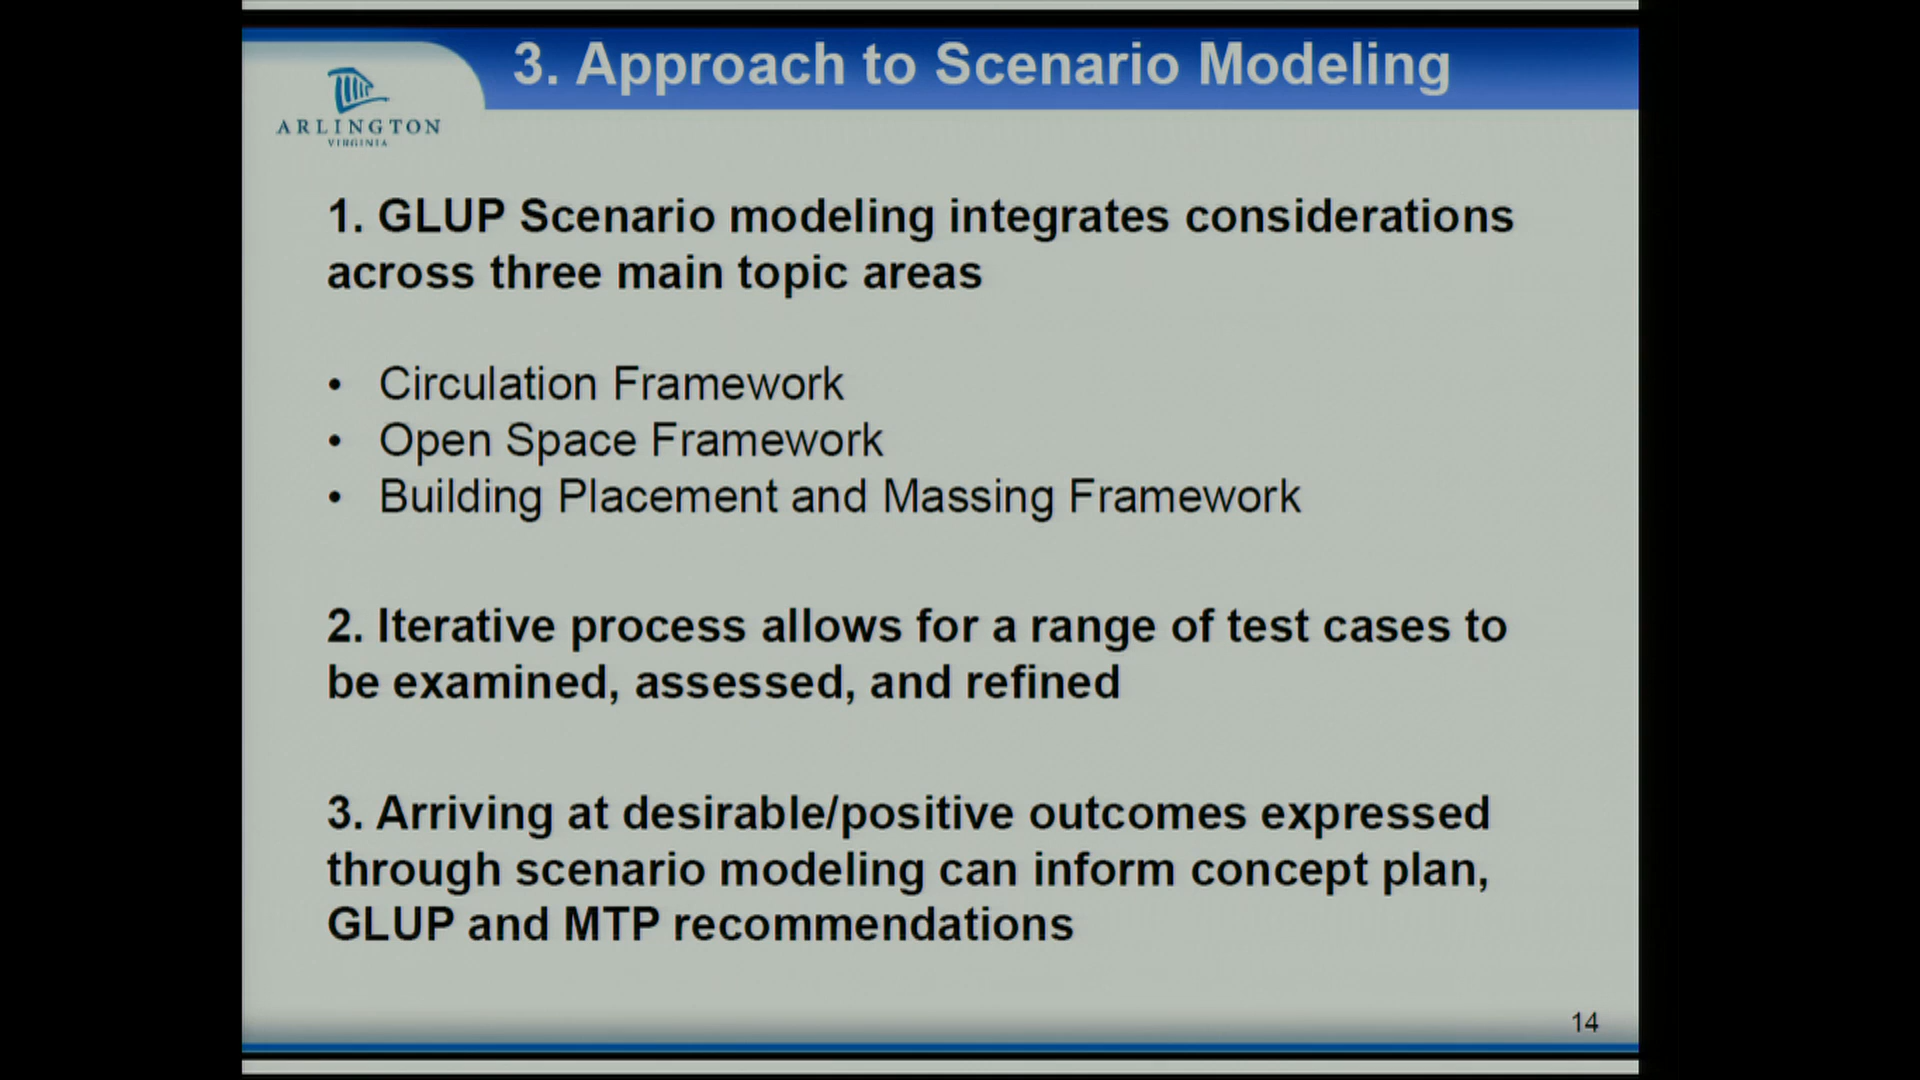 3. Approach to Scenario Modeling
ARLINGTON
VIRGINIA
1. GLUP Scenario modeling integrates considerations
across three main topic areas
• Circulation Framework
• Open Space Framework
• Building Placement and Massing Framework
2. Iterative process allows for a range of test cases to
be examined, assessed, and refined
3. Arriving at desirable/positive outcomes expressed
through scenario modeling can inform concept plan,
GLUP and MTP recommendations
14